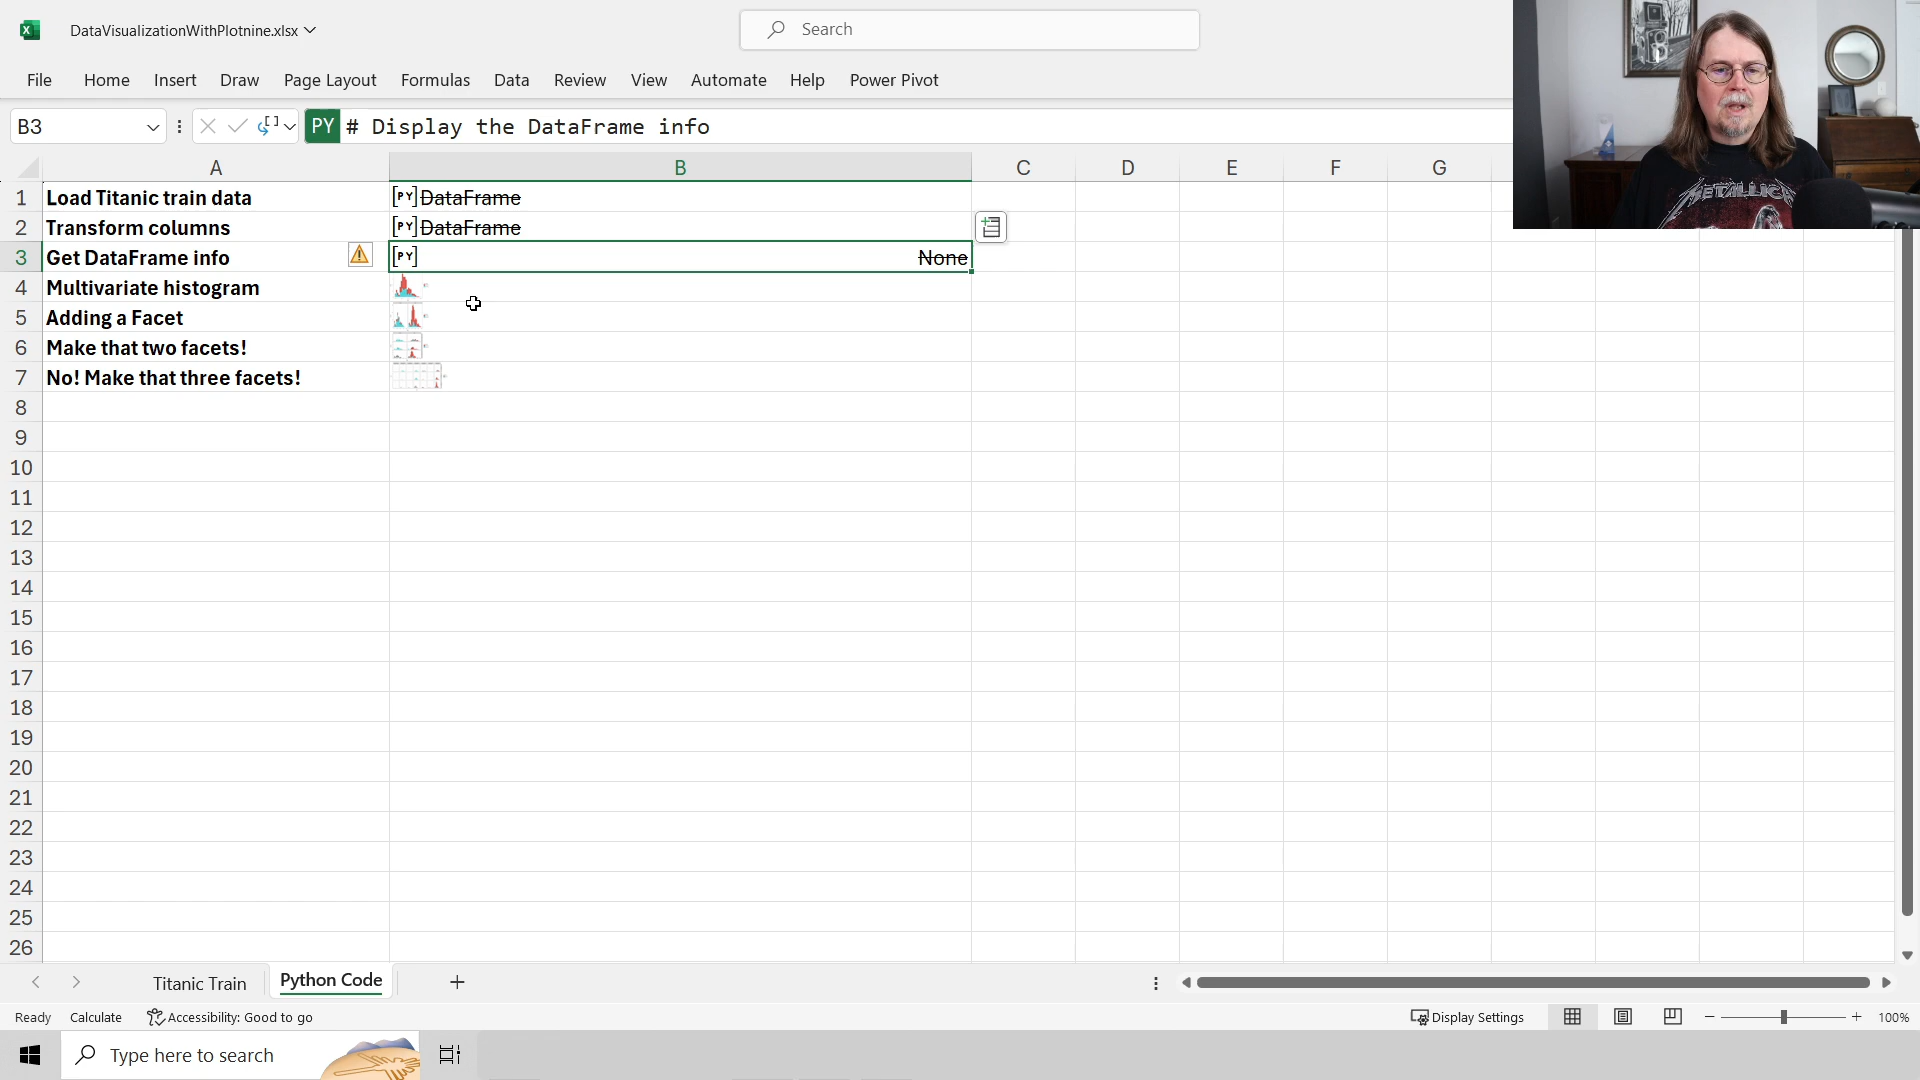 DataVisualizationWithPlotnine.xlsx
Search
File Home Insert Draw Page Layout Formulas Data Review View Automate Help Power Pivot
B3 PY # Display the DataFrame info
A B C D E F G
1 Load Titanic train data [PY] DataFrame
2 Transform columns [PY] DataFrame
3 Get DataFrame info [PY] None
4 Multivariate histogram
5 Adding a Facet
6 Make that two facets!
7 No! Make that three facets!
8
9
10
11
12
13
14
15
16
17
18
19
20
21
22
23
24
25
26
Titanic Train Python Code
Ready Calculate Accessibility: Good to go Display Settings 100%
Type here to search
METALLICA